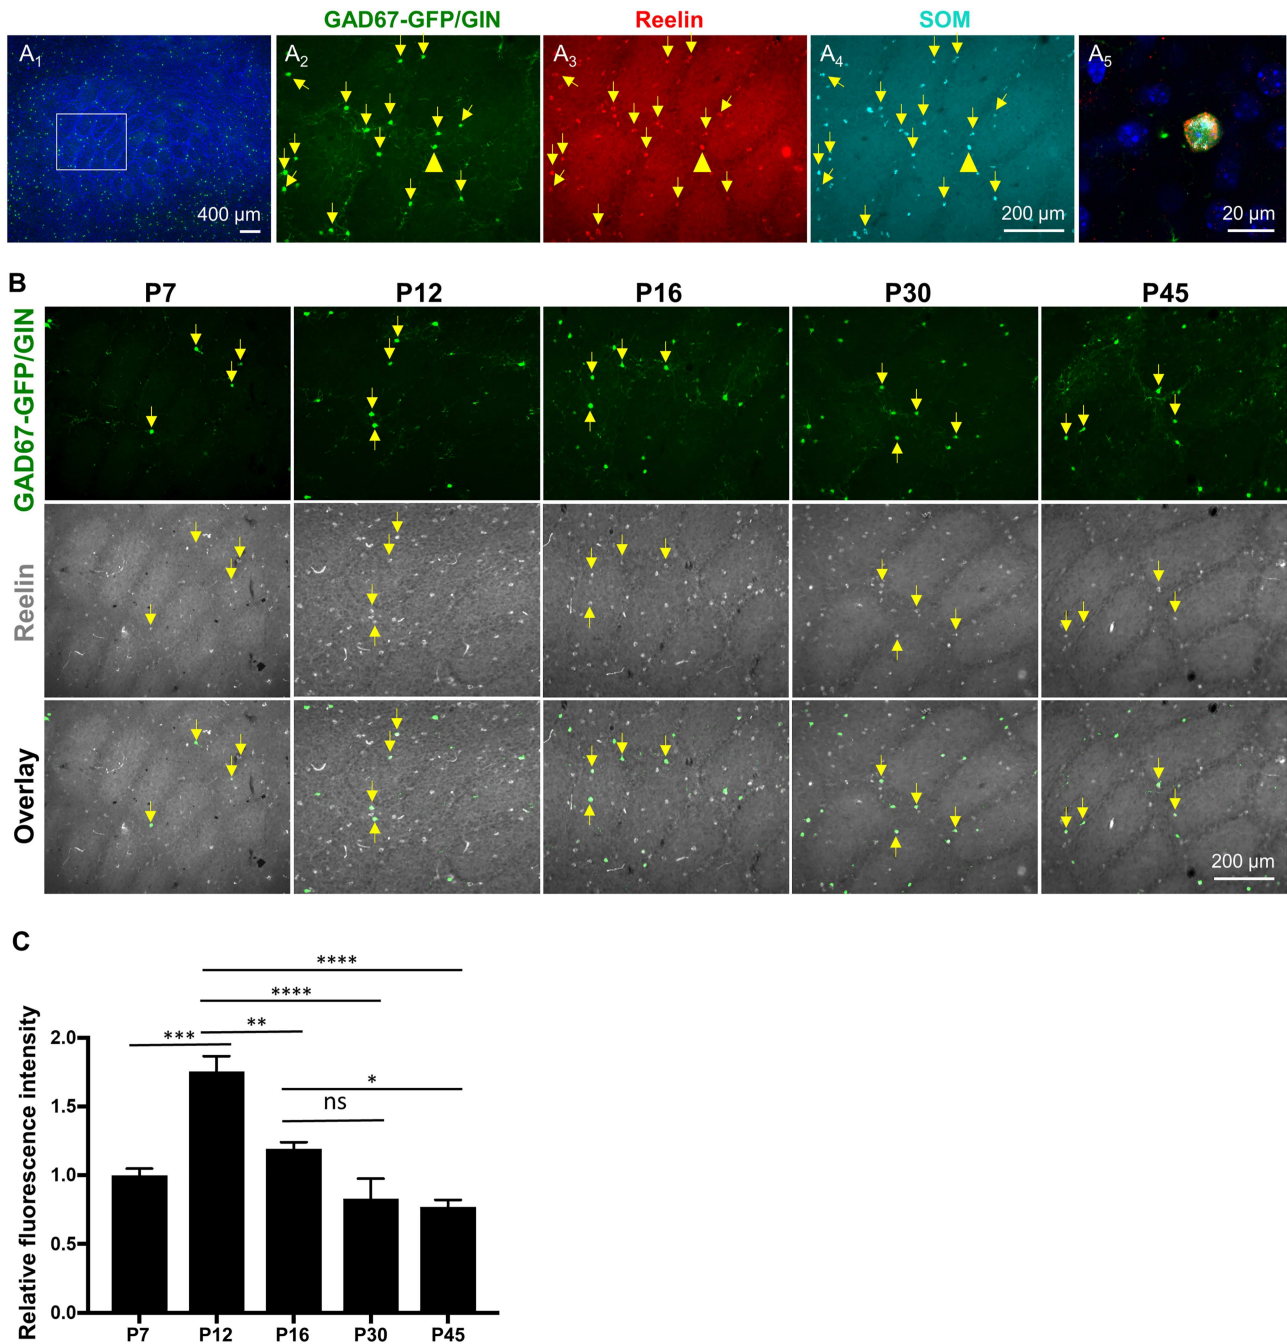 GAD67-GFP/GIN Reelin SOM
A1 A2 A3 A4 A5
400 µm 200 µm 20 µm
B
P7 P12 P16 P30 P45
GAD67-GFP/GIN
Reelin
Overlay
200 µm
C
****
****
**
***
*
ns
Relative fluorescence intensity
2.0
1.5
1.0
0.5
0.0
P7 P12 P16 P30 P45